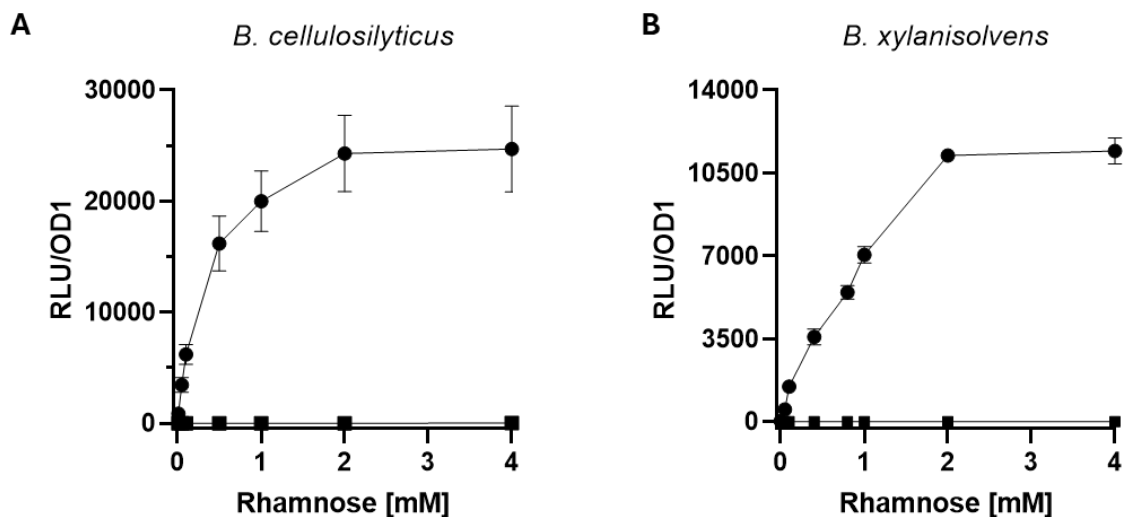 A
B. cellulosilyticus
RLU/OD1
30000
20000
10000
0
0 1 2 3 4
Rhamnose [mM]
B
B. xylanisolvens
RLU/OD1
14000
10500
7000
3500
0
0 1 2 3 4
Rhamnose [mM]